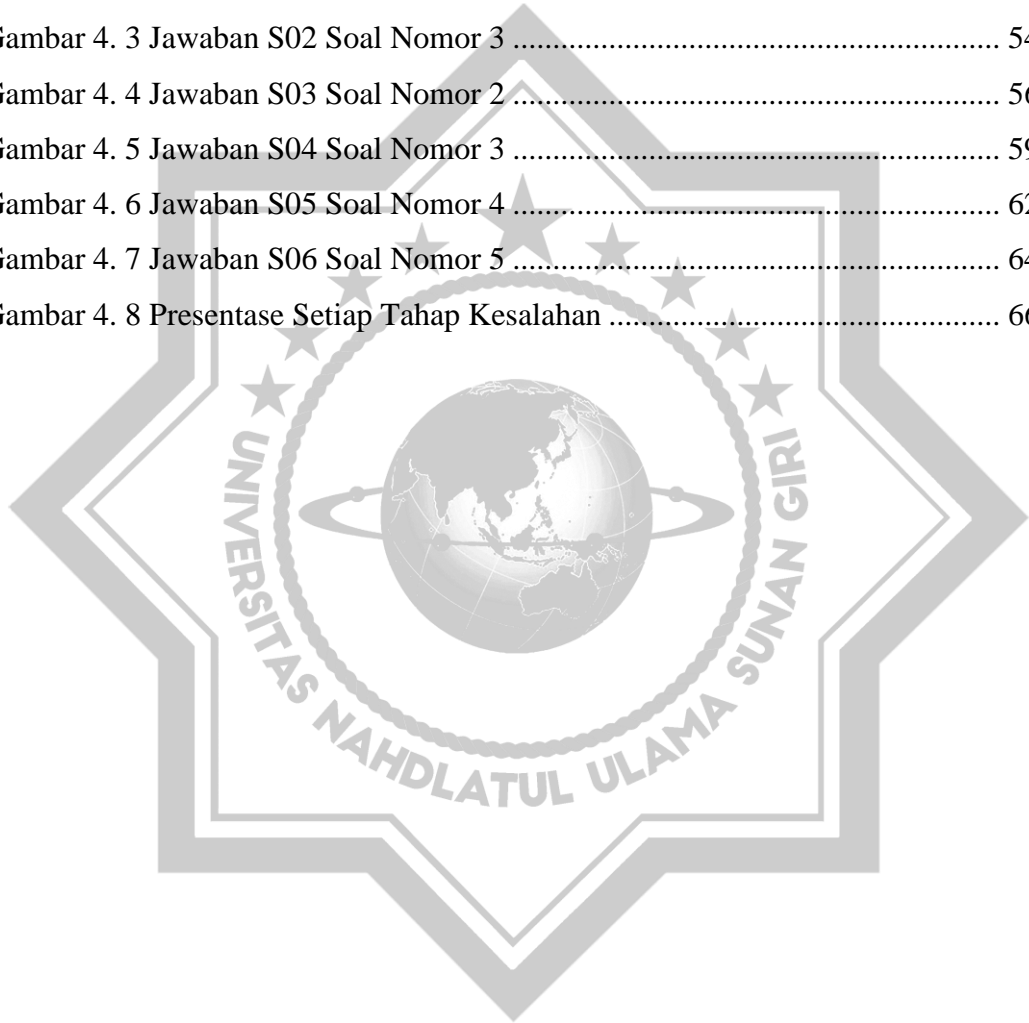 Gambar 4. 3 Jawaban S02 Soal Nomor 3 ............................................................ 54
Gambar 4. 4 Jawaban S03 Soal Nomor 2 ............................................................ 56
Gambar 4. 5 Jawaban S04 Soal Nomor 3 ............................................................ 59
Gambar 4. 6 Jawaban S05 Soal Nomor 4 ............................................................ 62
Gambar 4. 7 Jawaban S06 Soal Nomor 5 ............................................................ 64
Gambar 4. 8 Presentase Setiap Tahap Kesalahan ................................................ 66
UNIVERSITAS NAHDLATUL ULAMA SUNAN GIRI